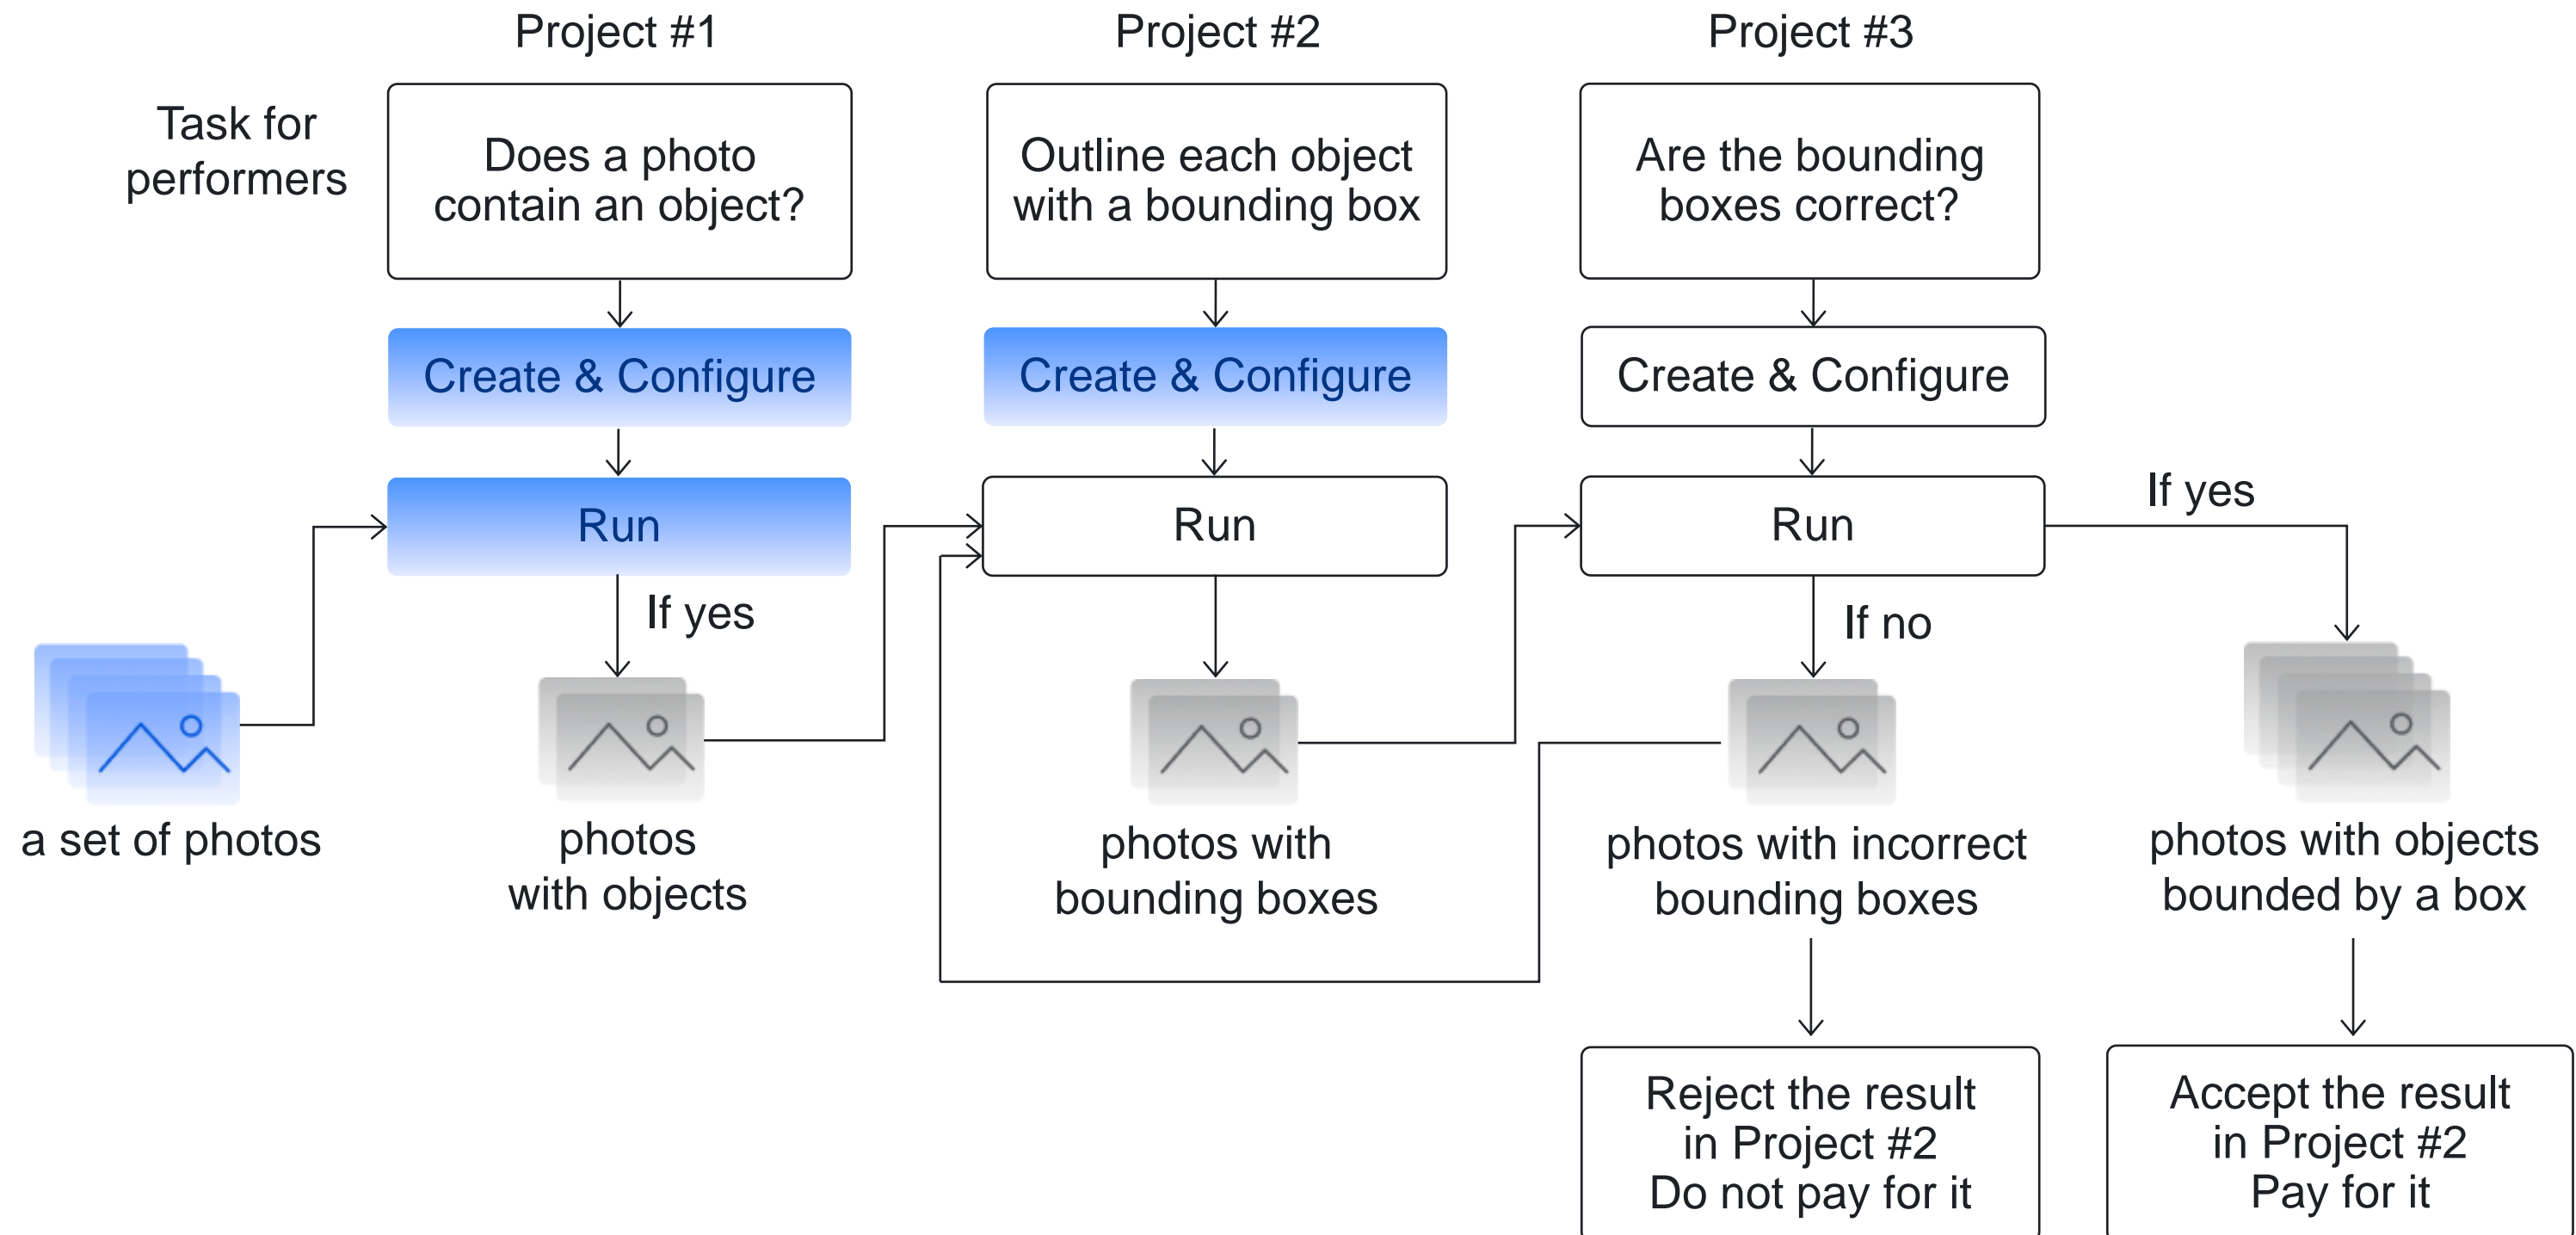 Project #1
Project #2
Project #3
Task for
performers
Does a photo
contain an object?
Outline each object
with a bounding box
Are the bounding
boxes correct?
Create & Configure
Create & Configure
Create & Configure
Run
Run
Run
If yes
If yes
If no
a set of photos
photos
with objects
photos with
bounding boxes
photos with incorrect
bounding boxes
photos with objects
bounded by a box
Reject the result
in Project #2
Do not pay for it
Accept the result
in Project #2
Pay for it